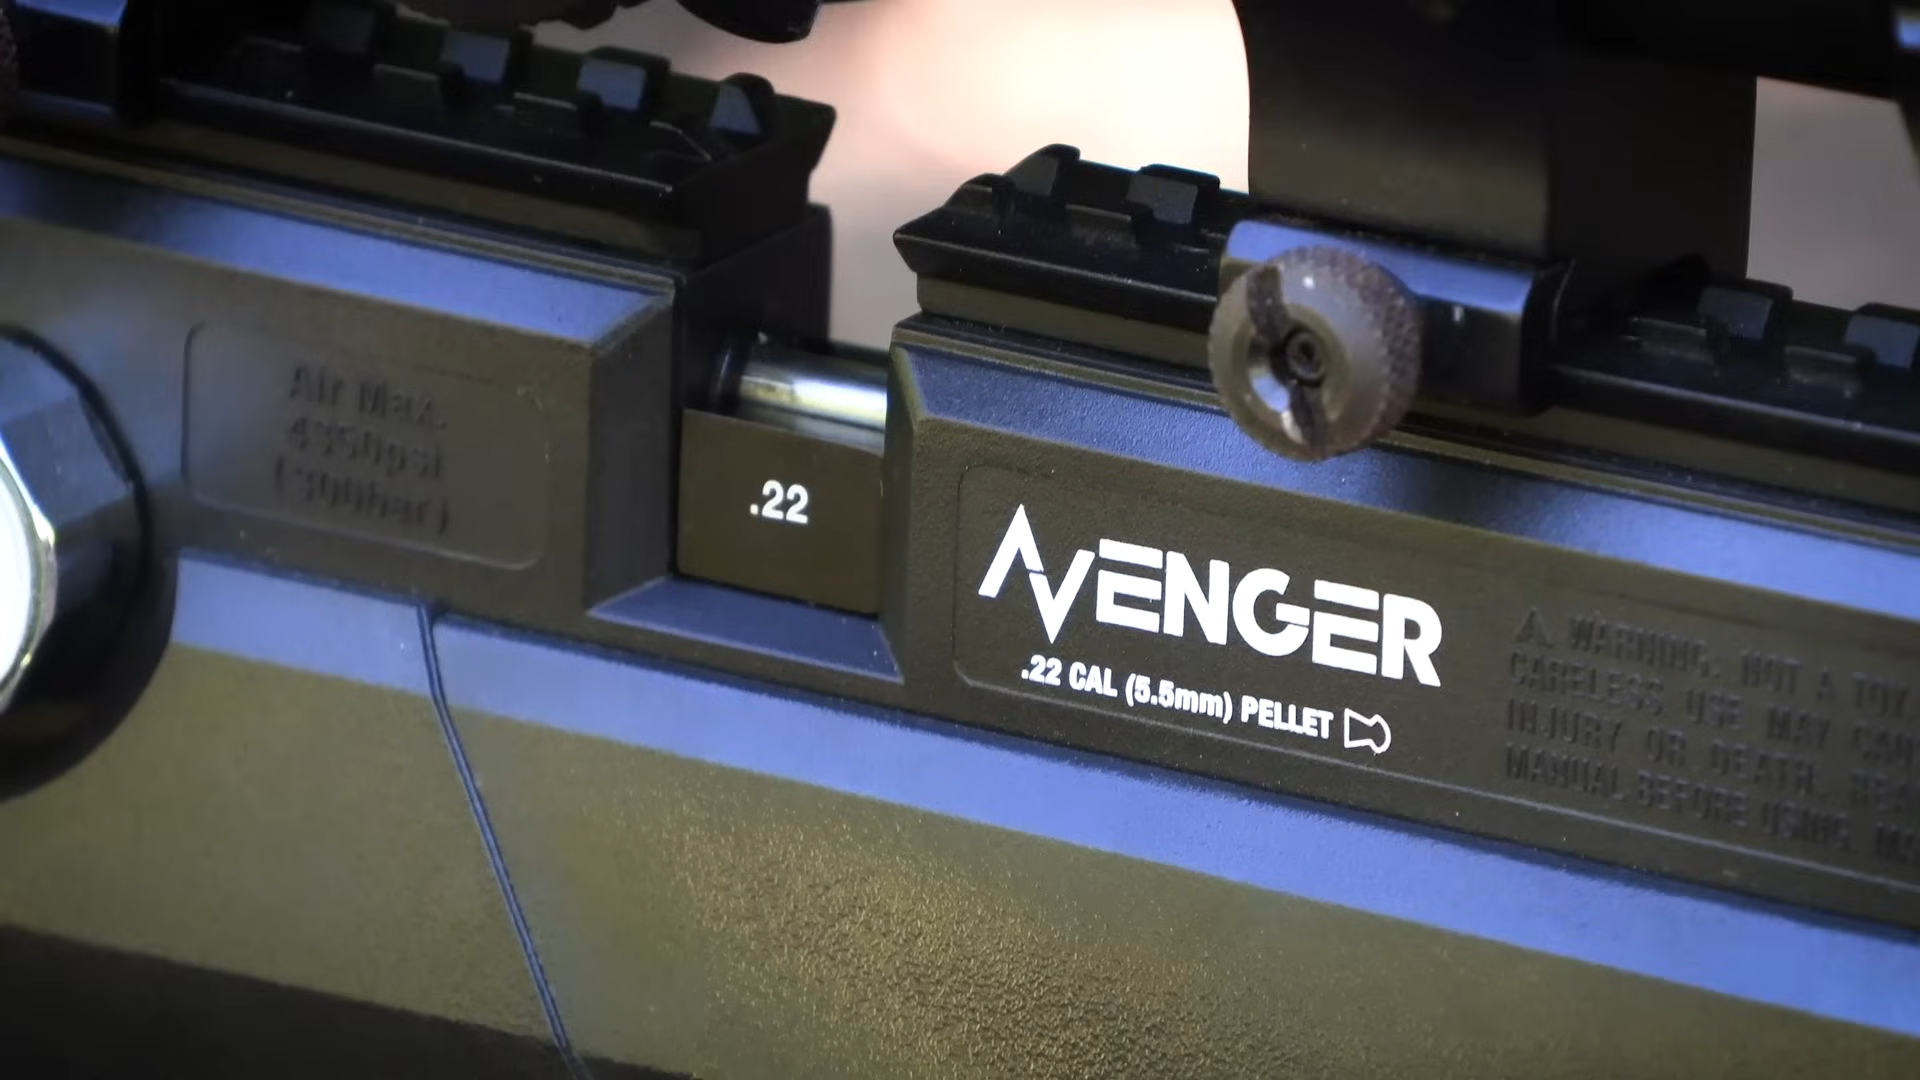 Air Max.
4350psi
(300bar)
.22
AVENGER
.22 CAL (5.5mm) PELLET
⚠ WARNING: NOT A TOY.
CARELESS USE MAY
INJURY OR DEATH.
MANUAL BEFORE USING.